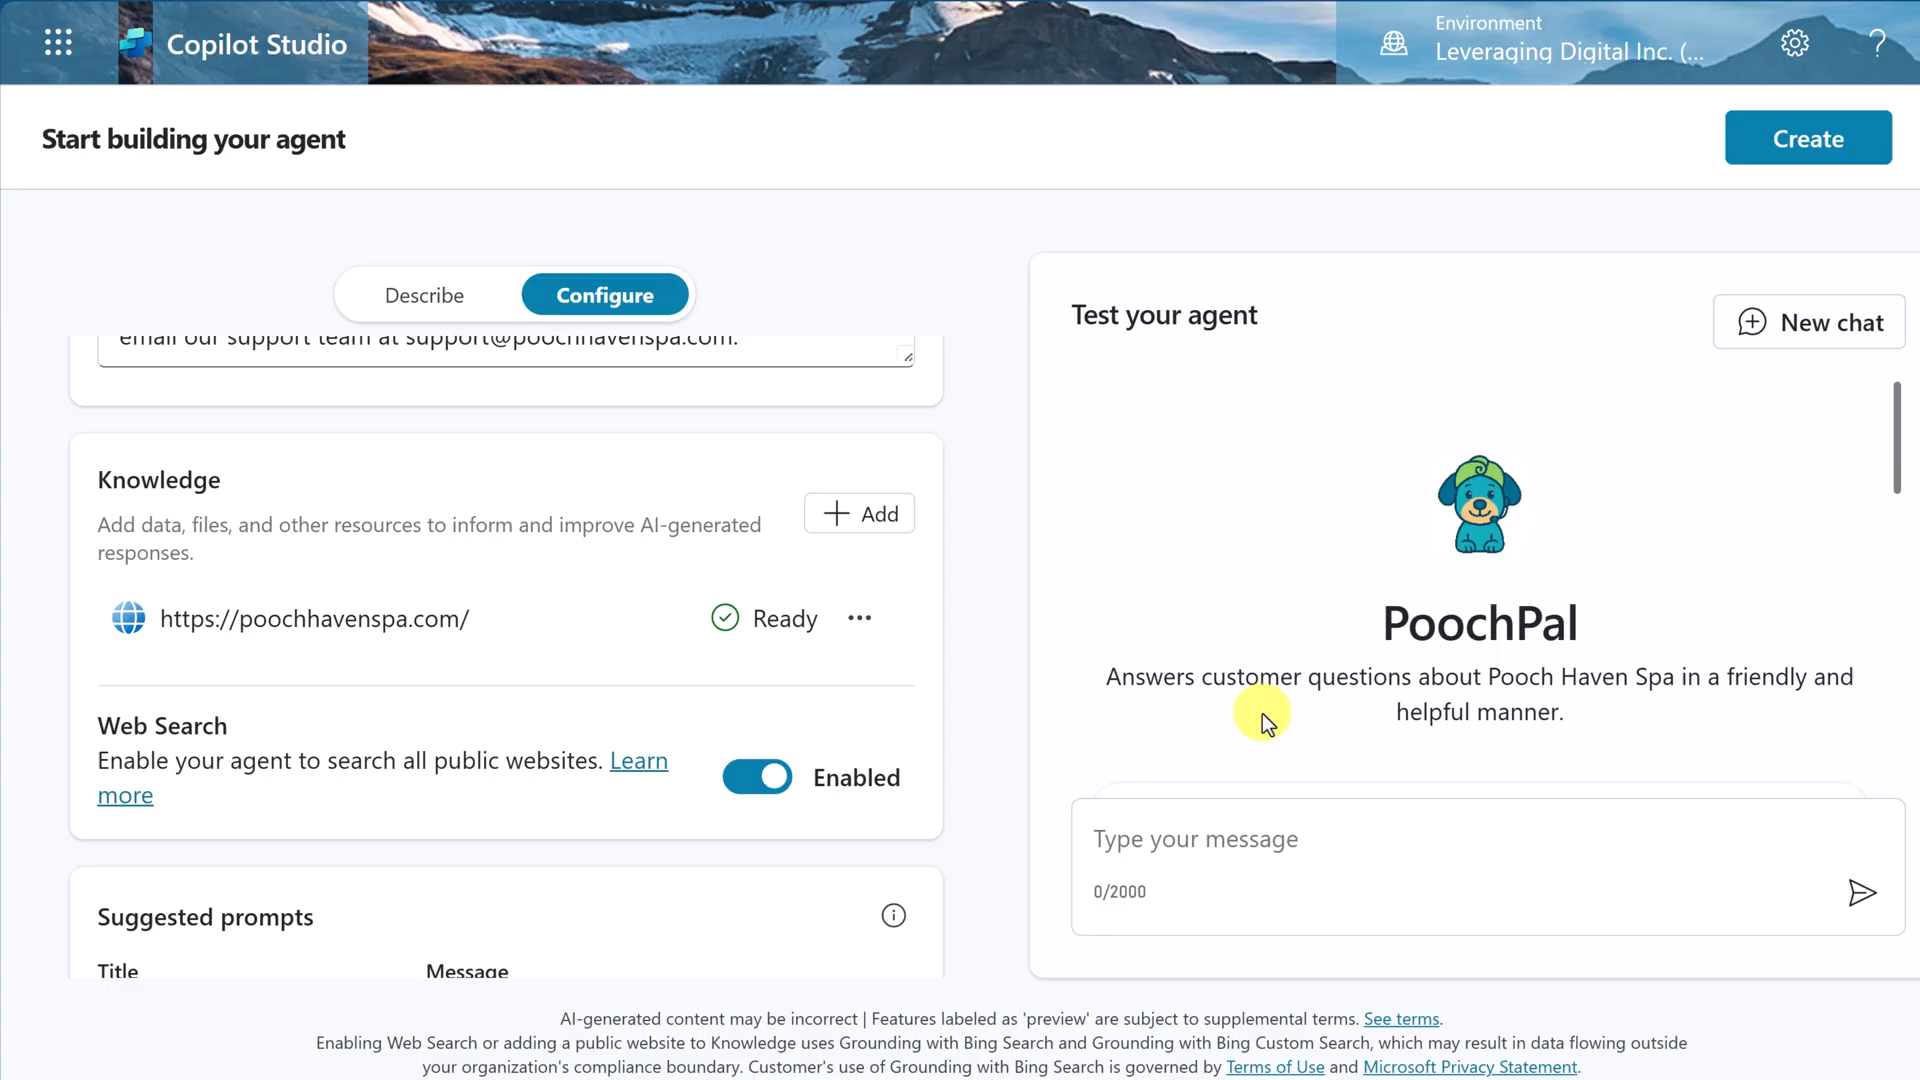 Copilot Studio
Environment
Leveraging Digital Inc. (...
?
Start building your agent
Create
Describe
Configure
email our support team at support@poochhavenspa.com.
Knowledge
Add data, files, and other resources to inform and improve AI-generated
responses.
Add
https://poochhavenspa.com/
Ready
Web Search
Enable your agent to search all public websites. Learn
more
Enabled
Suggested prompts
Title
Message
Test your agent
New chat
PoochPal
Answers customer questions about Pooch Haven Spa in a friendly and
helpful manner.
Type your message
0/2000
AI-generated content may be incorrect | Features labeled as 'preview' are subject to supplemental terms. See terms.
Enabling Web Search or adding a public website to Knowledge uses Grounding with Bing Search and Grounding with Bing Custom Search, which may result in data flowing outside
your organization's compliance boundary. Customer's use of Grounding with Bing Search is governed by Terms of Use and Microsoft Privacy Statement.